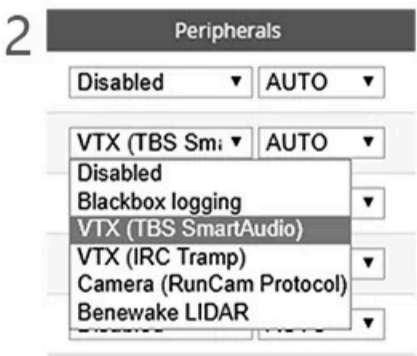 2
Peripherals
Disabled ▼ AUTO ▼
VTX (TBS Sm ▼ AUTO ▼
Disabled
Blackbox logging
VTX (TBS SmartAudio)
VTX (IRC Tramp)
Camera (RunCam Protocol)
Benewake LIDAR